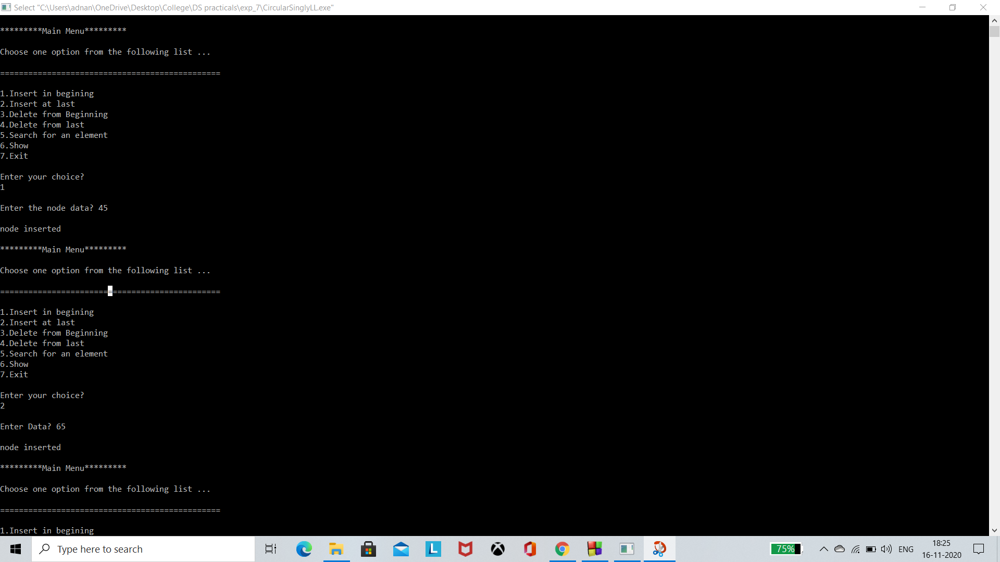 Select "C:\Users\adnan\OneDrive\Desktop\College\DS practicals\exp_7\CircularSinglyLL.exe"
*********Main Menu*********
Choose one option from the following list ...
===============================================
1.Insert in begining
2.Insert at last
3.Delete from Beginning
4.Delete from last
5.Search for an element
6.Show
7.Exit
Enter your choice?
1
Enter the node data? 45
node inserted
*********Main Menu*********
Choose one option from the following list ...
===============================================
1.Insert in begining
2.Insert at last
3.Delete from Beginning
4.Delete from last
5.Search for an element
6.Show
7.Exit
Enter your choice?
2
Enter Data? 65
node inserted
*********Main Menu*********
Choose one option from the following list ...
===============================================
1.Insert in begining
Type here to search
L
75%
ENG
18:25
16-11-2020